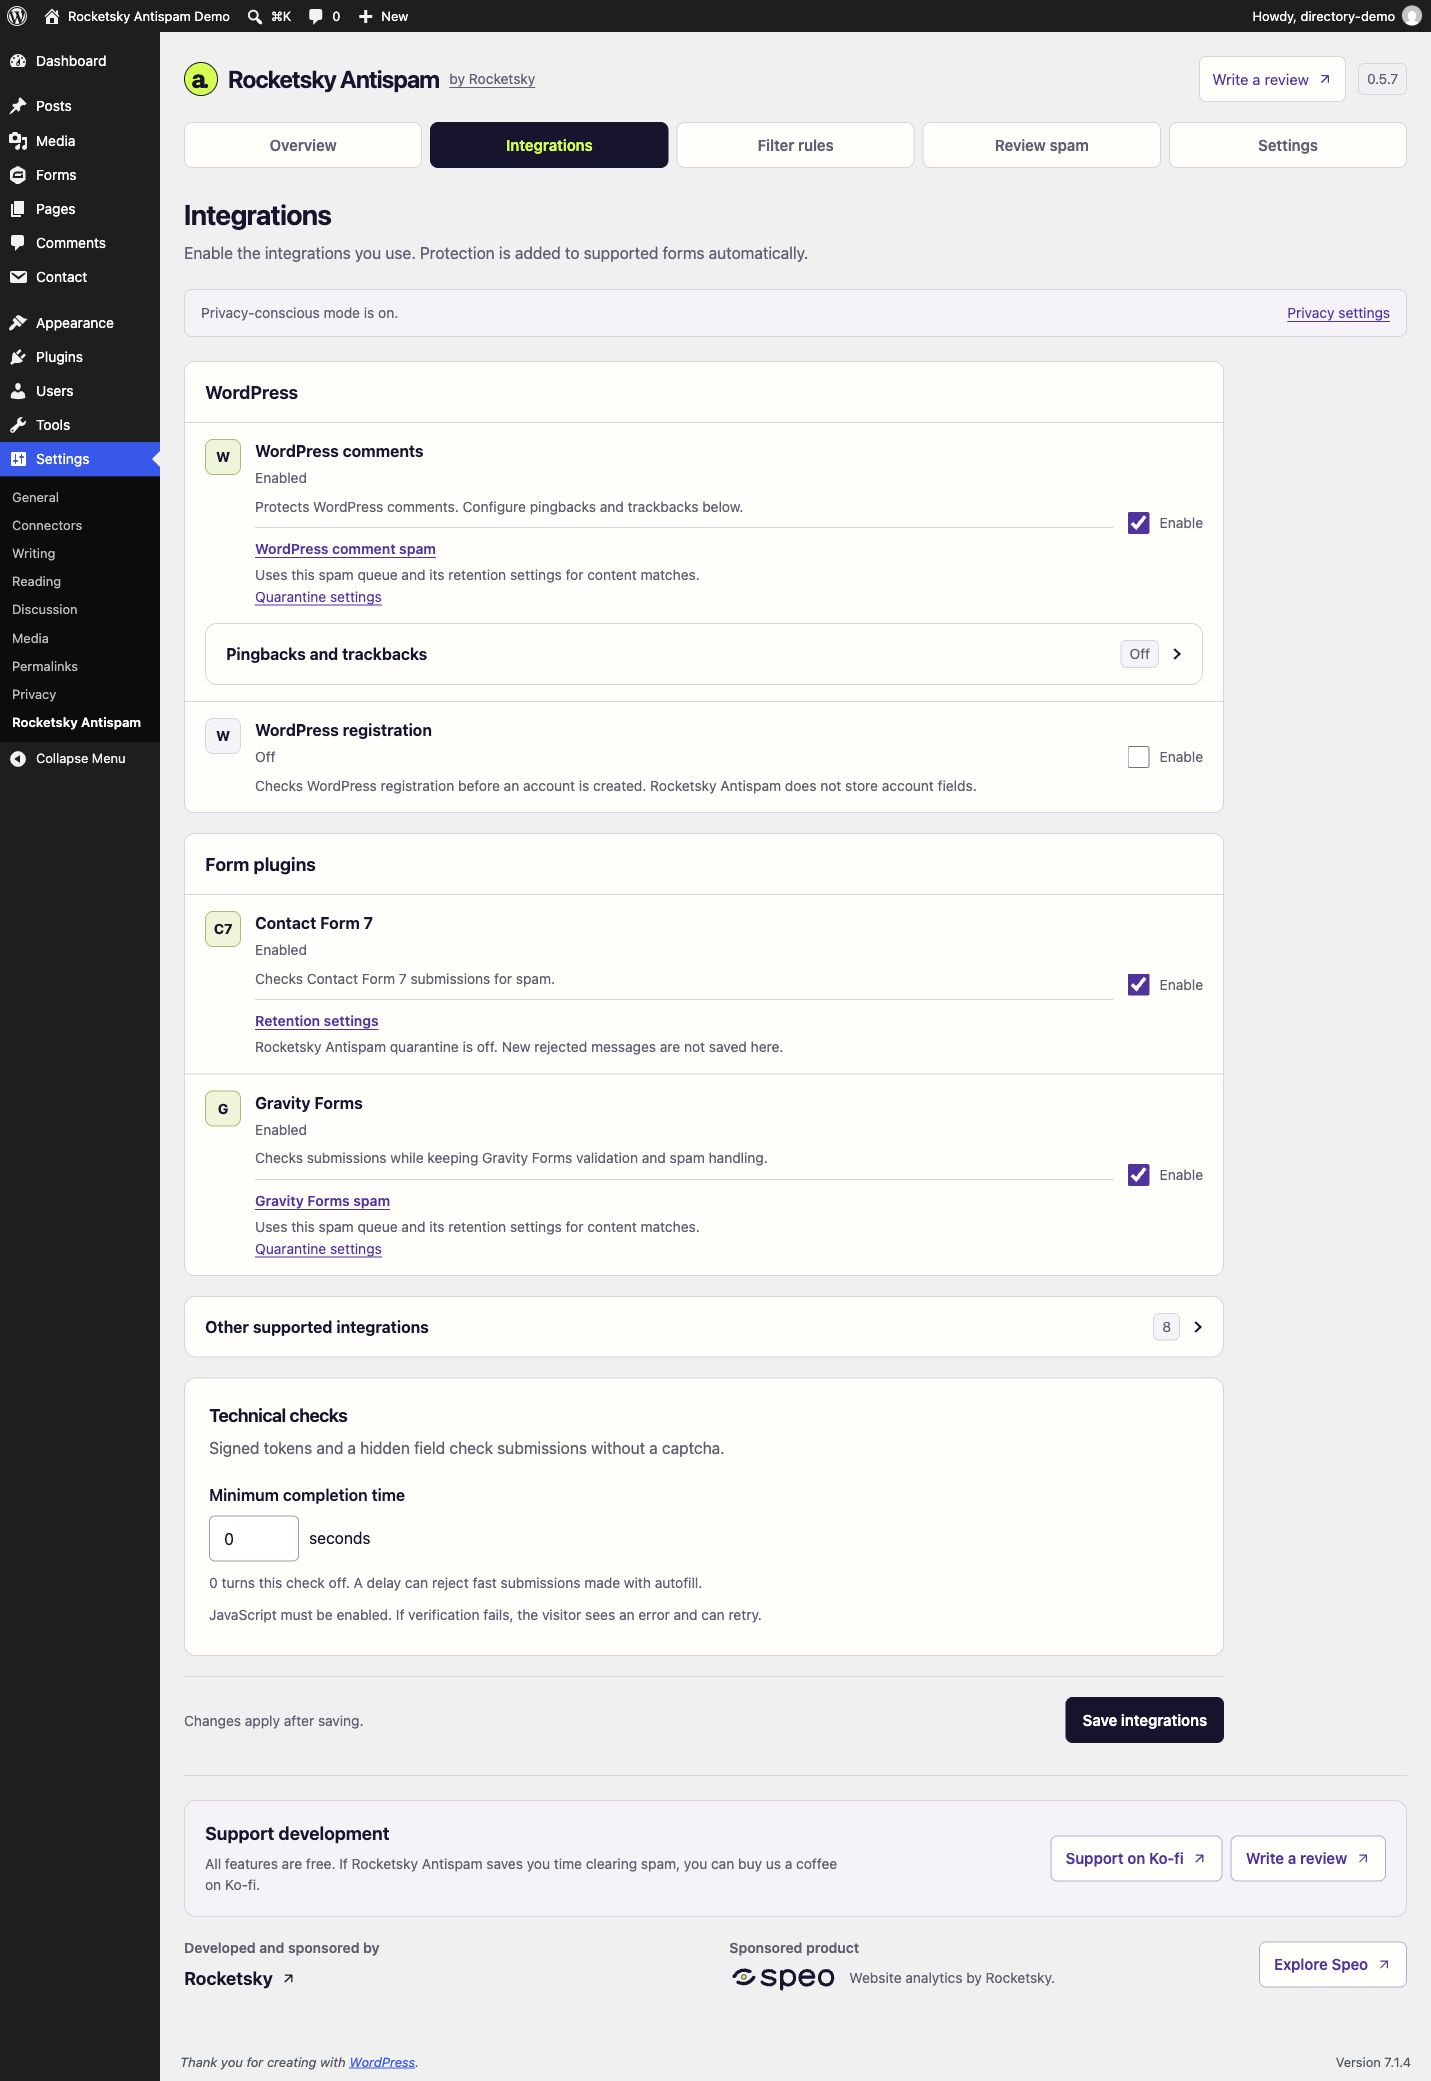 Rocketsky Antispam Demo
⌘K
0
New
Howdy, directory-demo
Dashboard
Posts
Media
Forms
Pages
Comments
Contact
Appearance
Plugins
Users
Tools
Settings
General
Connectors
Writing
Reading
Discussion
Media
Permalinks
Privacy
Rocketsky Antispam
Collapse Menu
a.
Rocketsky Antispam
by Rocketsky
Write a review
0.5.7
Overview
Integrations
Filter rules
Review spam
Settings
Integrations
Enable the integrations you use. Protection is added to supported forms automatically.
Privacy-conscious mode is on.
Privacy settings
WordPress
W
WordPress comments
Enabled
Protects WordPress comments. Configure pingbacks and trackbacks below.
Enable
WordPress comment spam
Uses this spam queue and its retention settings for content matches.
Quarantine settings
Pingbacks and trackbacks
Off
W
WordPress registration
Off
Enable
Checks WordPress registration before an account is created. Rocketsky Antispam does not store account fields.
Form plugins
C7
Contact Form 7
Enabled
Checks Contact Form 7 submissions for spam.
Enable
Retention settings
Rocketsky Antispam quarantine is off. New rejected messages are not saved here.
G
Gravity Forms
Enabled
Checks submissions while keeping Gravity Forms validation and spam handling.
Enable
Gravity Forms spam
Uses this spam queue and its retention settings for content matches.
Quarantine settings
Other supported integrations
8
Technical checks
Signed tokens and a hidden field check submissions without a captcha.
Minimum completion time
0
seconds
0 turns this check off. A delay can reject fast submissions made with autofill.
JavaScript must be enabled. If verification fails, the visitor sees an error and can retry.
Changes apply after saving.
Save integrations
Support development
All features are free. If Rocketsky Antispam saves you time clearing spam, you can buy us a coffee
on Ko-fi.
Support on Ko-fi
Write a review
Developed and sponsored by
Rocketsky
Sponsored product
speo
Website analytics by Rocketsky.
Explore Speo
Thank you for creating with WordPress.
Version 7.1.4